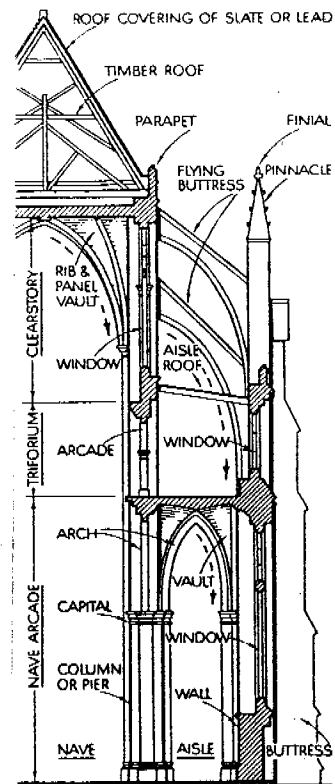 ROOF COVERING OF SLATE OR LEAD
TIMBER ROOF
PARAPET
FINIAL
PINNACLE
FLYING
BUTTRESS
RIB &
PANEL
VAULT
CLEARSTORY
WINDOW
AISLE
ROOF
TRIFORIUM
ARCADE
WINDOW
ARCH
VAULT
CAPITAL
NAVE ARCADE
WINDOW
COLUMN
OR PIER
WALL
BUTTRESS
NAVE
AISLE